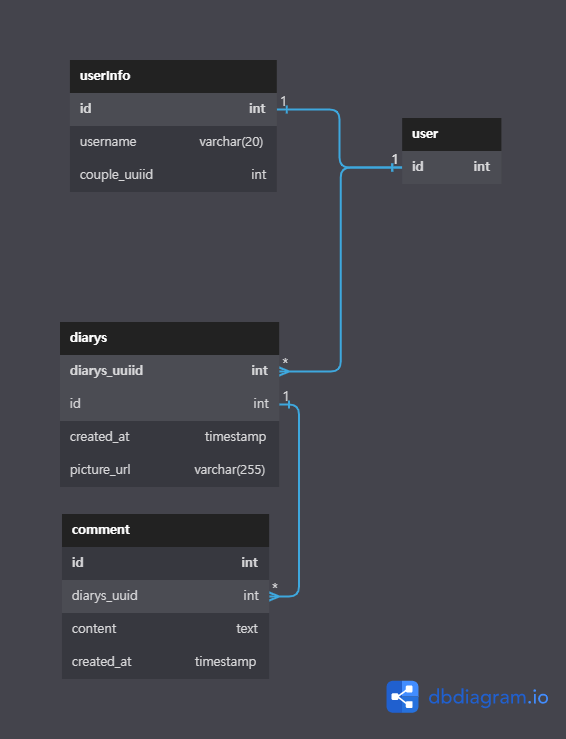 userInfo
id int
username varchar(20)
couple_uuiid int
1
user
id int
1
diarys
diarys_uuiid int
*
id int
1
created_at timestamp
picture_url varchar(255)
comment
id int
diarys_uuid int
*
content text
created_at timestamp
dbdiagram.io